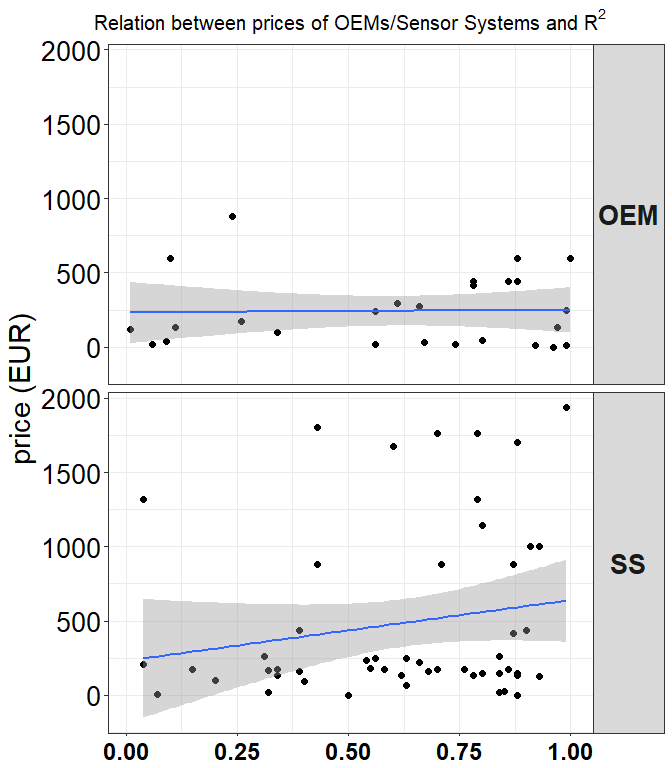 Relation between prices of OEMs/Sensor Systems and R²
price (EUR)
2000
1500
1000
500
0
OEM
2000
1500
1000
500
0
SS
0.00 0.25 0.50 0.75 1.00